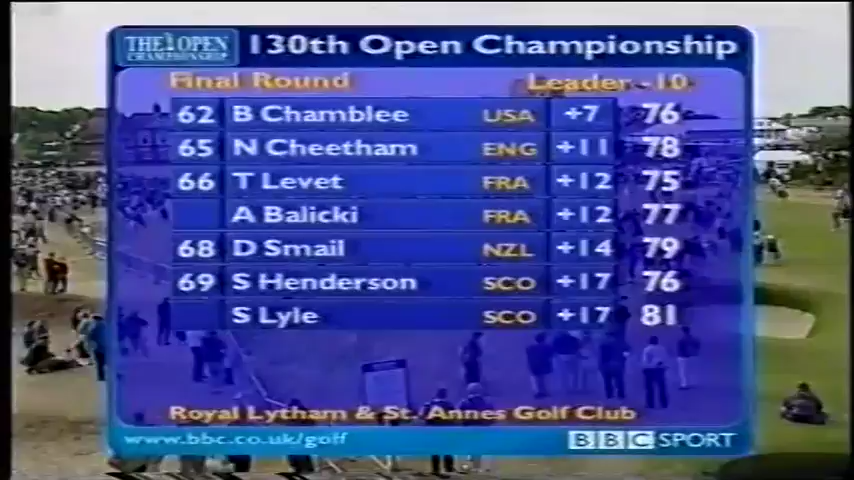 THE OPEN
CHAMPIONSHIP
130th Open Championship
Final Round Leader -10
62 B Chamblee USA +7 76
65 N Cheetham ENG +11 78
66 T Levet FRA +12 75
A Balicki FRA +12 77
68 D Smail NZL +14 79
69 S Henderson SCO +17 76
S Lyle SCO +17 81
Royal Lytham & St. Annes Golf Club
www.bbc.co.uk/golf BBC SPORT